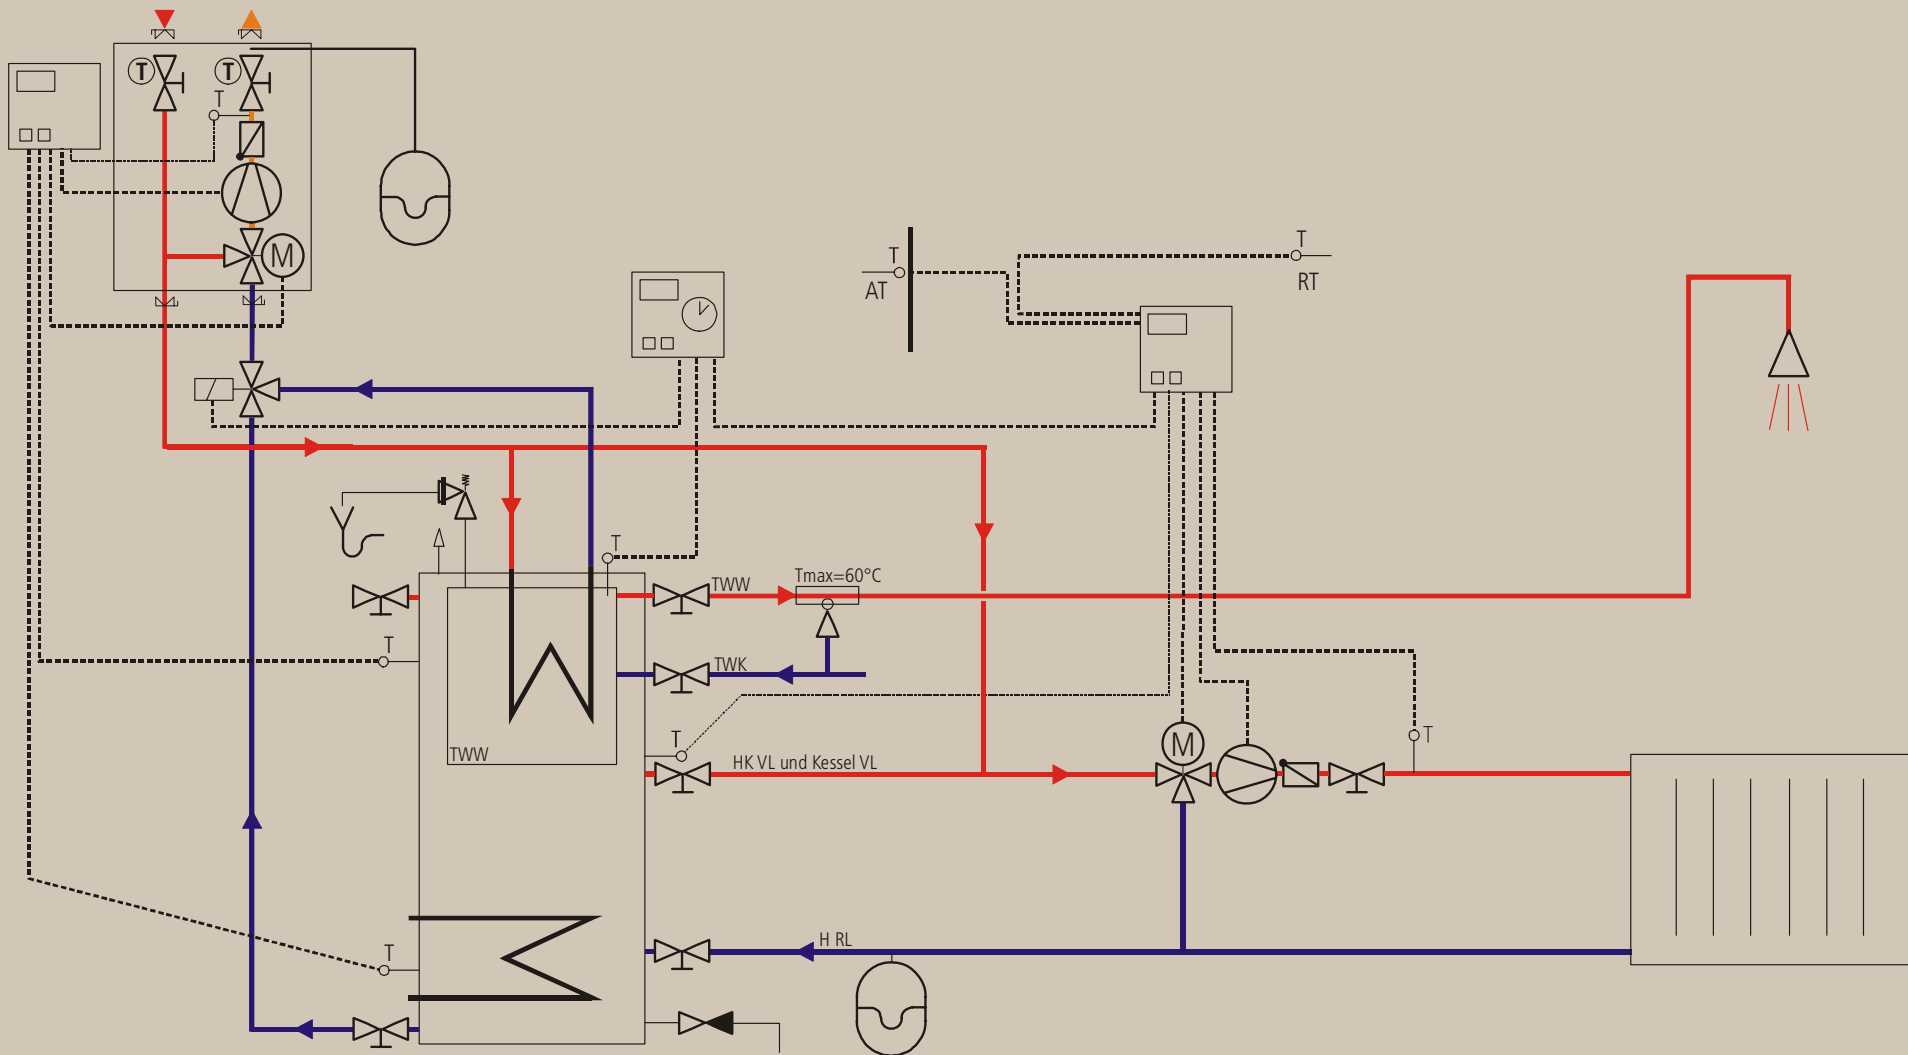 T T
T
M
T
T
AT
RT
T
TWW
Tmax=60°C
T
TWK
T
TWW
HK VL und Kessel VL
M
T
T
H RL